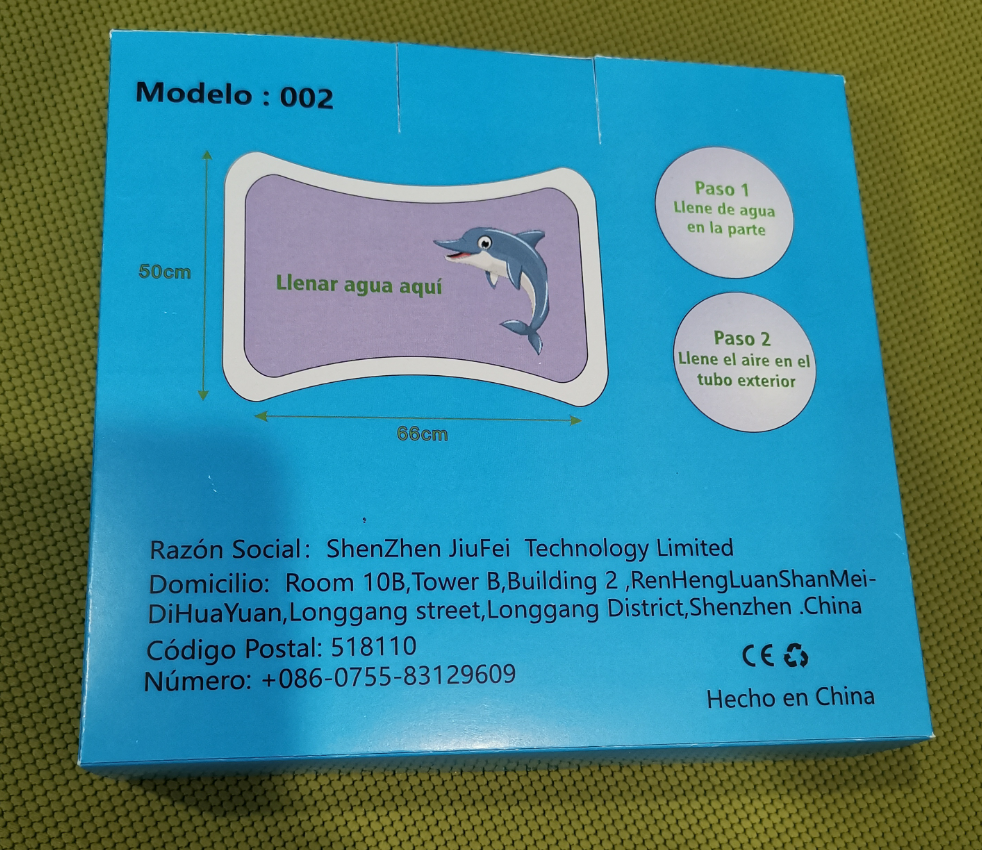 Modelo : 002
50cm
Llenar agua aquí
66cm
Paso 1
Llene de agua
en la parte
Paso 2
Llene el aire en el
tubo exterior
Razón Social: ShenZhen JiuFei Technology Limited
Domicilio: Room 10B,Tower B,Building 2 ,RenHengLuanShanMei-
DiHuaYuan,Longgang street,Longgang District,Shenzhen .China
Código Postal: 518110
Número: +086-0755-83129609
CE
Hecho en China